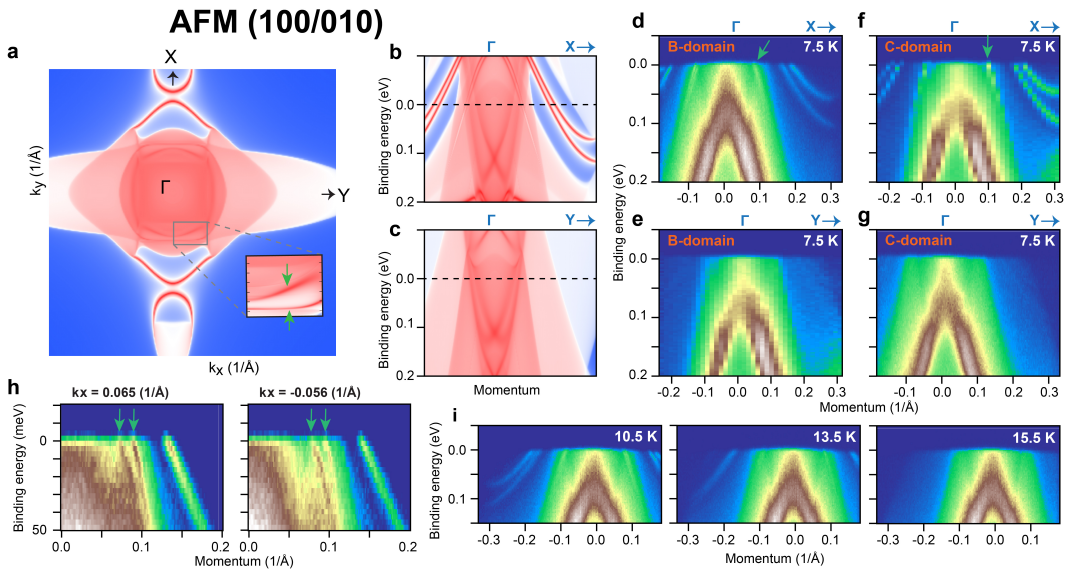 AFM (100/010)
a
X
Γ
Y
ky (1/Å)
kx (1/Å)
b
Γ
X
Binding energy (eV)
0.0
0.1
0.2
c
Γ
Y
Binding energy (eV)
0.0
0.1
0.2
Momentum
d
Γ
X
B-domain
7.5 K
0.0
0.1
0.2
-0.1
0.0
0.1
0.2
0.3
Binding energy (eV)
e
Γ
Y
B-domain
7.5 K
0.0
0.1
0.2
-0.2
-0.1
0.0
0.1
0.2
0.3
f
Γ
X
C-domain
7.5 K
-0.2
-0.1
0.0
0.1
0.2
0.3
g
Γ
Y
C-domain
7.5 K
-0.1
0.0
0.1
0.2
0.3
Momentum (1/Å)
h
kx = 0.065 (1/Å)
kx = -0.056 (1/Å)
Binding energy (meV)
0
50
0.0
0.1
0.2
0.0
0.1
0.2
Momentum (1/Å)
i
Binding energy (eV)
0.0
0.1
10.5 K
13.5 K
15.5 K
-0.3
-0.2
-0.1
0.0
0.1
-0.3
-0.2
-0.1
0.0
0.1
-0.3
-0.2
-0.1
0.0
0.1
Momentum (1/Å)